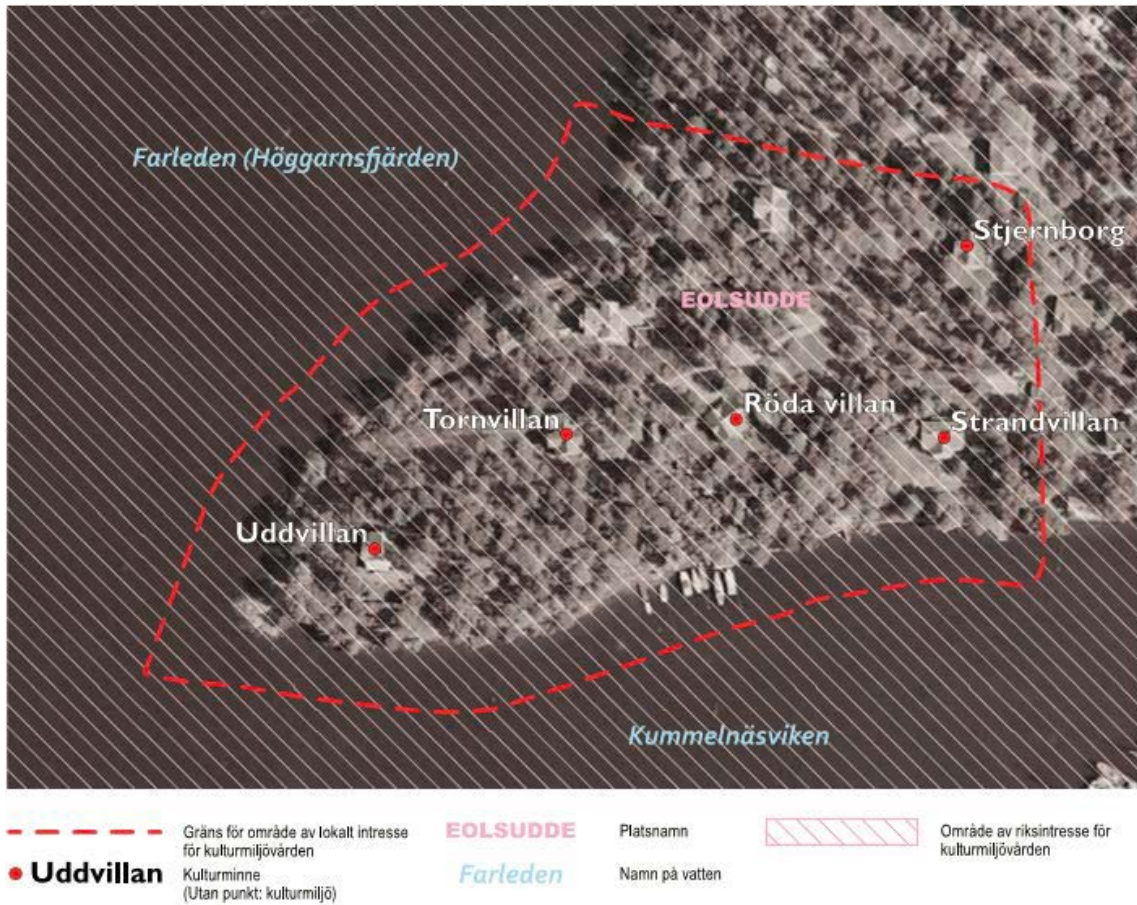 Farleden (Höggarnsfjärden)
Stjernborg
EOLSUDDE
Tornvillan
Röda villan
Strandvillan
Uddvillan
Kummelnäsviken
Gräns för område av lokalt intresse
för kulturmiljövården
EOLSUDDE
Platsnamn
Område av riksintresse för
kulturmiljövården
Uddvillan
Kulturminne
(Utan punkt: kulturmiljö)
Farleden
Namn på vatten